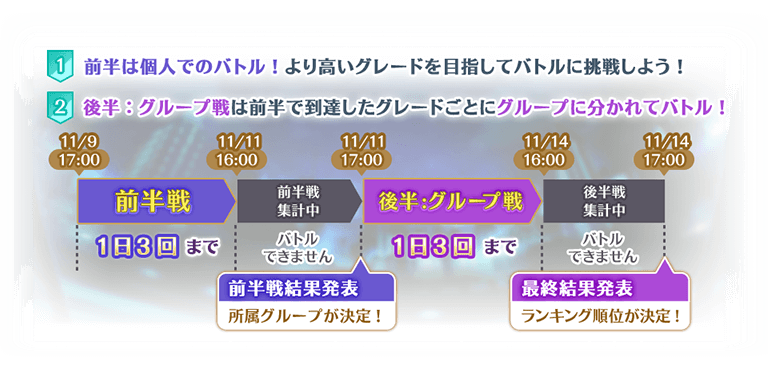 1 前半は個人でのバトル！より高いグレードを目指してバトルに挑戦しよう！
2 後半：グループ戦は前半で到達したグレードごとにグループに分かれてバトル！
11/9 11/11 11/11 11/14 11/14
17:00 16:00 17:00 16:00 17:00
前半戦 前半戦 後半:グループ戦 後半戦
集計中 集計中
1日3回 まで バトル 1日3回 まで バトル
できません できません
前半戦結果発表 最終結果発表
所属グループが決定！ ランキング順位が決定！